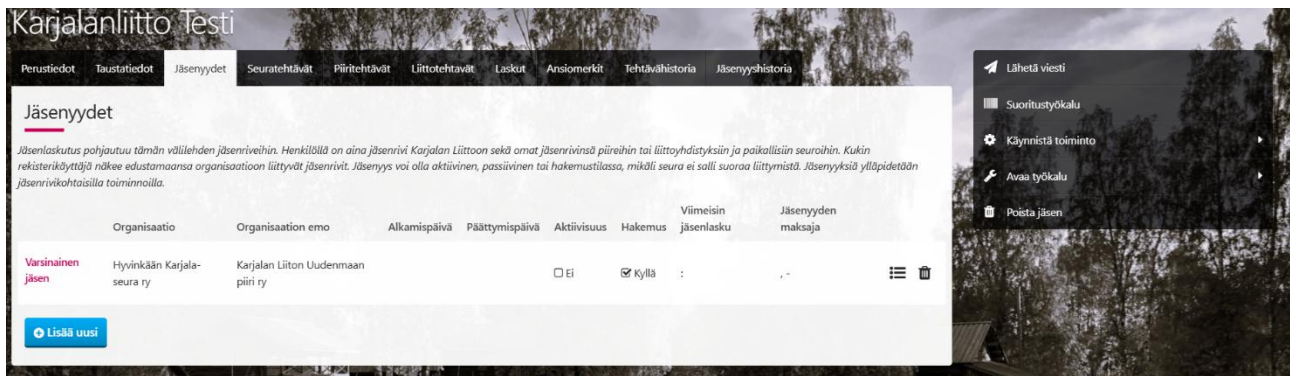 Karjalanliitto Testi
Perustiedot Taustatiedot Jäsenyydet Seuratehtävät Piiritehtävät Liittotehtavät Laskut Ansiomerkit Tehtävähistoria Jäsenyyshistoria
Jäsenyydet
Jäsenlaskutus pohjautuu tämän välilehden jäsenriveihin. Henkilöllä on aina jäsenrivi Karjalan Liittoon sekä omat jäsenrivinsä piireihin tai liittoyhdistyksiin ja paikallisiin seuroihin. Kukin
rekisterikäyttäjä näkee edustamaansa organisaatioon liittyvät jäsenrivit. Jäsenyys voi olla aktiivinen, passiivinen tai hakemustilassa, mikäli seura ei salli suoraa liittymistä. Jäsenyyksiä ylläpidetään
jäsenrivikohtaisilla toiminnoilla.
Organisaatio Organisaation emo Alkamispäivä Päättymispäivä Aktiivisuus Hakemus Viimeisin
jäsenlasku Jäsenyyden
maksaja
Varsinainen
jäsen
Hyvinkään Karjala-
seura ry
Karjalan Liiton Uudenmaan
piiri ry
Ei Kyllä : , -
Lisää uusi
Lähetä viesti
Suoritustyökalu
Käynnistä toiminto
Avaa työkalu
Poista jäsen